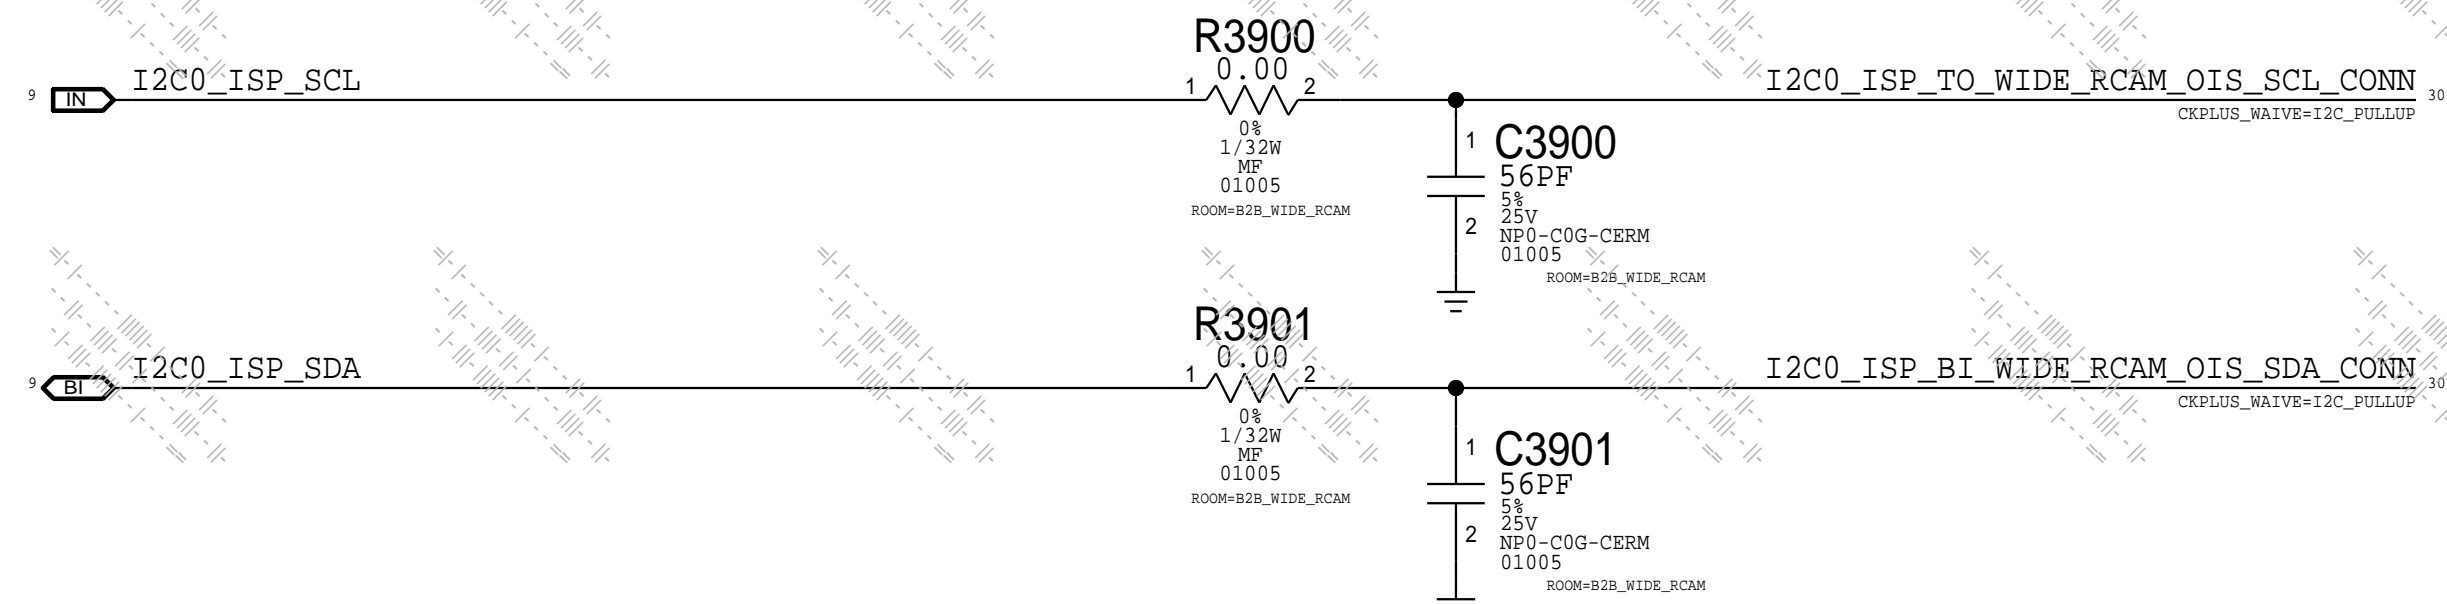 R3900
0.00
9 IN I2C0_ISP_SCL 1 2 I2C0_ISP_TO_WIDE_RCAM_OIS_SCL_CONN 30
CKPLUS_WAIVE=I2C_PULLUP
0%
1/32W
MF
01005
ROOM=B2B_WIDE_RCAM
1 C3900
56PF
5%
25V
2 NP0-C0G-CERM
01005
ROOM=B2B_WIDE_RCAM
R3901
0.00
9 BI I2C0_ISP_SDA 1 2 I2C0_ISP_BI_WIDE_RCAM_OIS_SDA_CONN 30
CKPLUS_WAIVE=I2C_PULLUP
0%
1/32W
MF
01005
ROOM=B2B_WIDE_RCAM
1 C3901
56PF
5%
25V
2 NP0-C0G-CERM
01005
ROOM=B2B_WIDE_RCAM